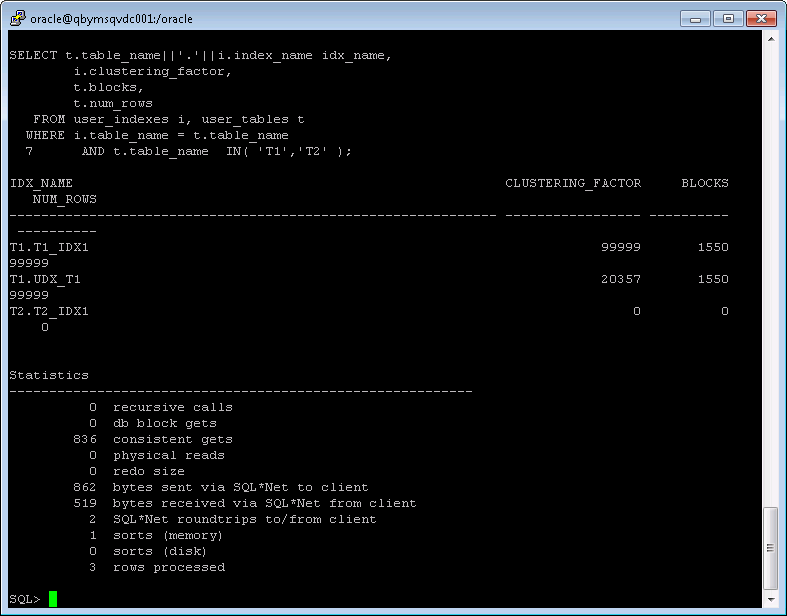 oracle@qbymsqvdc001:/oracle
SELECT t.table_name||'.'||i.index_name idx_name,
        i.clustering_factor,
        t.blocks,
        t.num_rows
   FROM user_indexes i, user_tables t
  WHERE i.table_name = t.table_name
  7      AND t.table_name  IN( 'T1','T2' );
IDX_NAME                                                      CLUSTERING_FACTOR     BLOCKS
   NUM_ROWS
------------------------------------------------------------- ----------------- ----------
 ----------
T1.T1_IDX1                                                                99999       1550
99999
T1.UDX_T1                                                                 20357       1550
99999
T2.T2_IDX1                                                                    0          0
    0
Statistics
----------------------------------------------------------
          0  recursive calls
          0  db block gets
        836  consistent gets
          0  physical reads
          0  redo size
        862  bytes sent via SQL*Net to client
        519  bytes received via SQL*Net from client
          2  SQL*Net roundtrips to/from client
          1  sorts (memory)
          0  sorts (disk)
          3  rows processed
SQL>